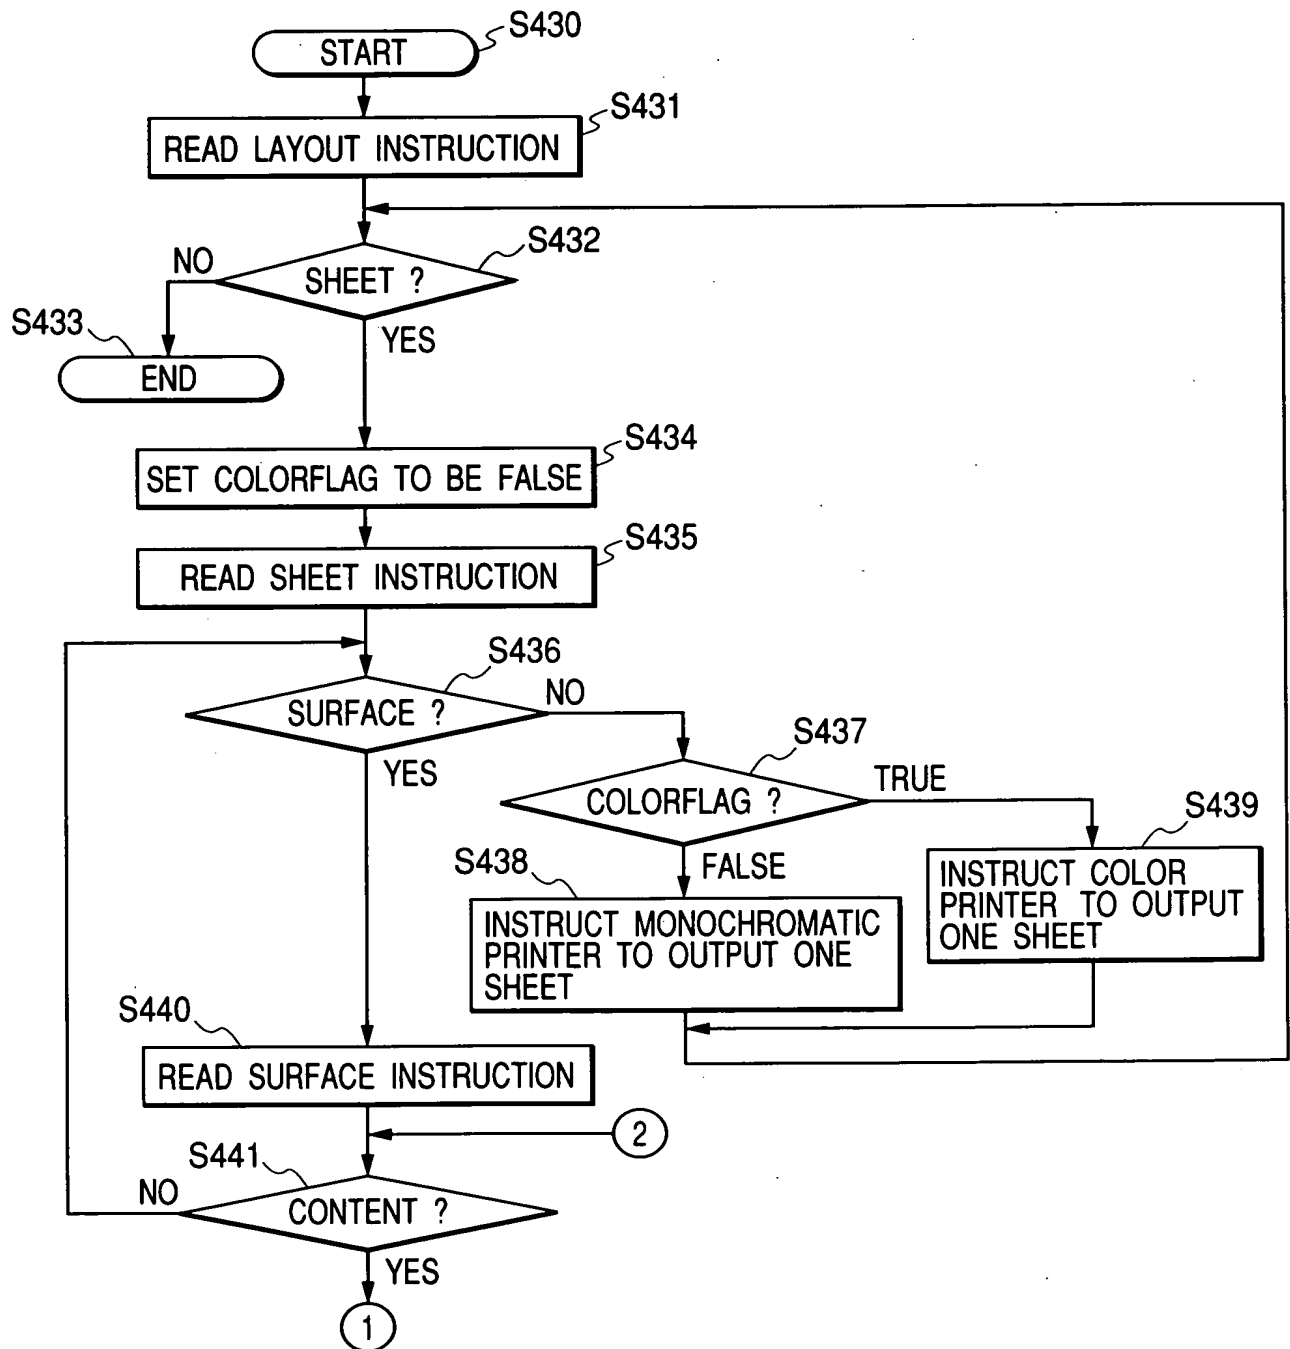 START
S430
READ LAYOUT INSTRUCTION
S431
SHEET ?
S432
NO
YES
S433
END
SET COLORFLAG TO BE FALSE
S434
READ SHEET INSTRUCTION
S435
SURFACE ?
S436
NO
YES
COLORFLAG ?
S437
TRUE
FALSE
S438
INSTRUCT MONOCHROMATIC
PRINTER TO OUTPUT ONE
SHEET
S439
INSTRUCT COLOR
PRINTER TO OUTPUT
ONE SHEET
S440
READ SURFACE INSTRUCTION
2
S441
CONTENT ?
NO
YES
1